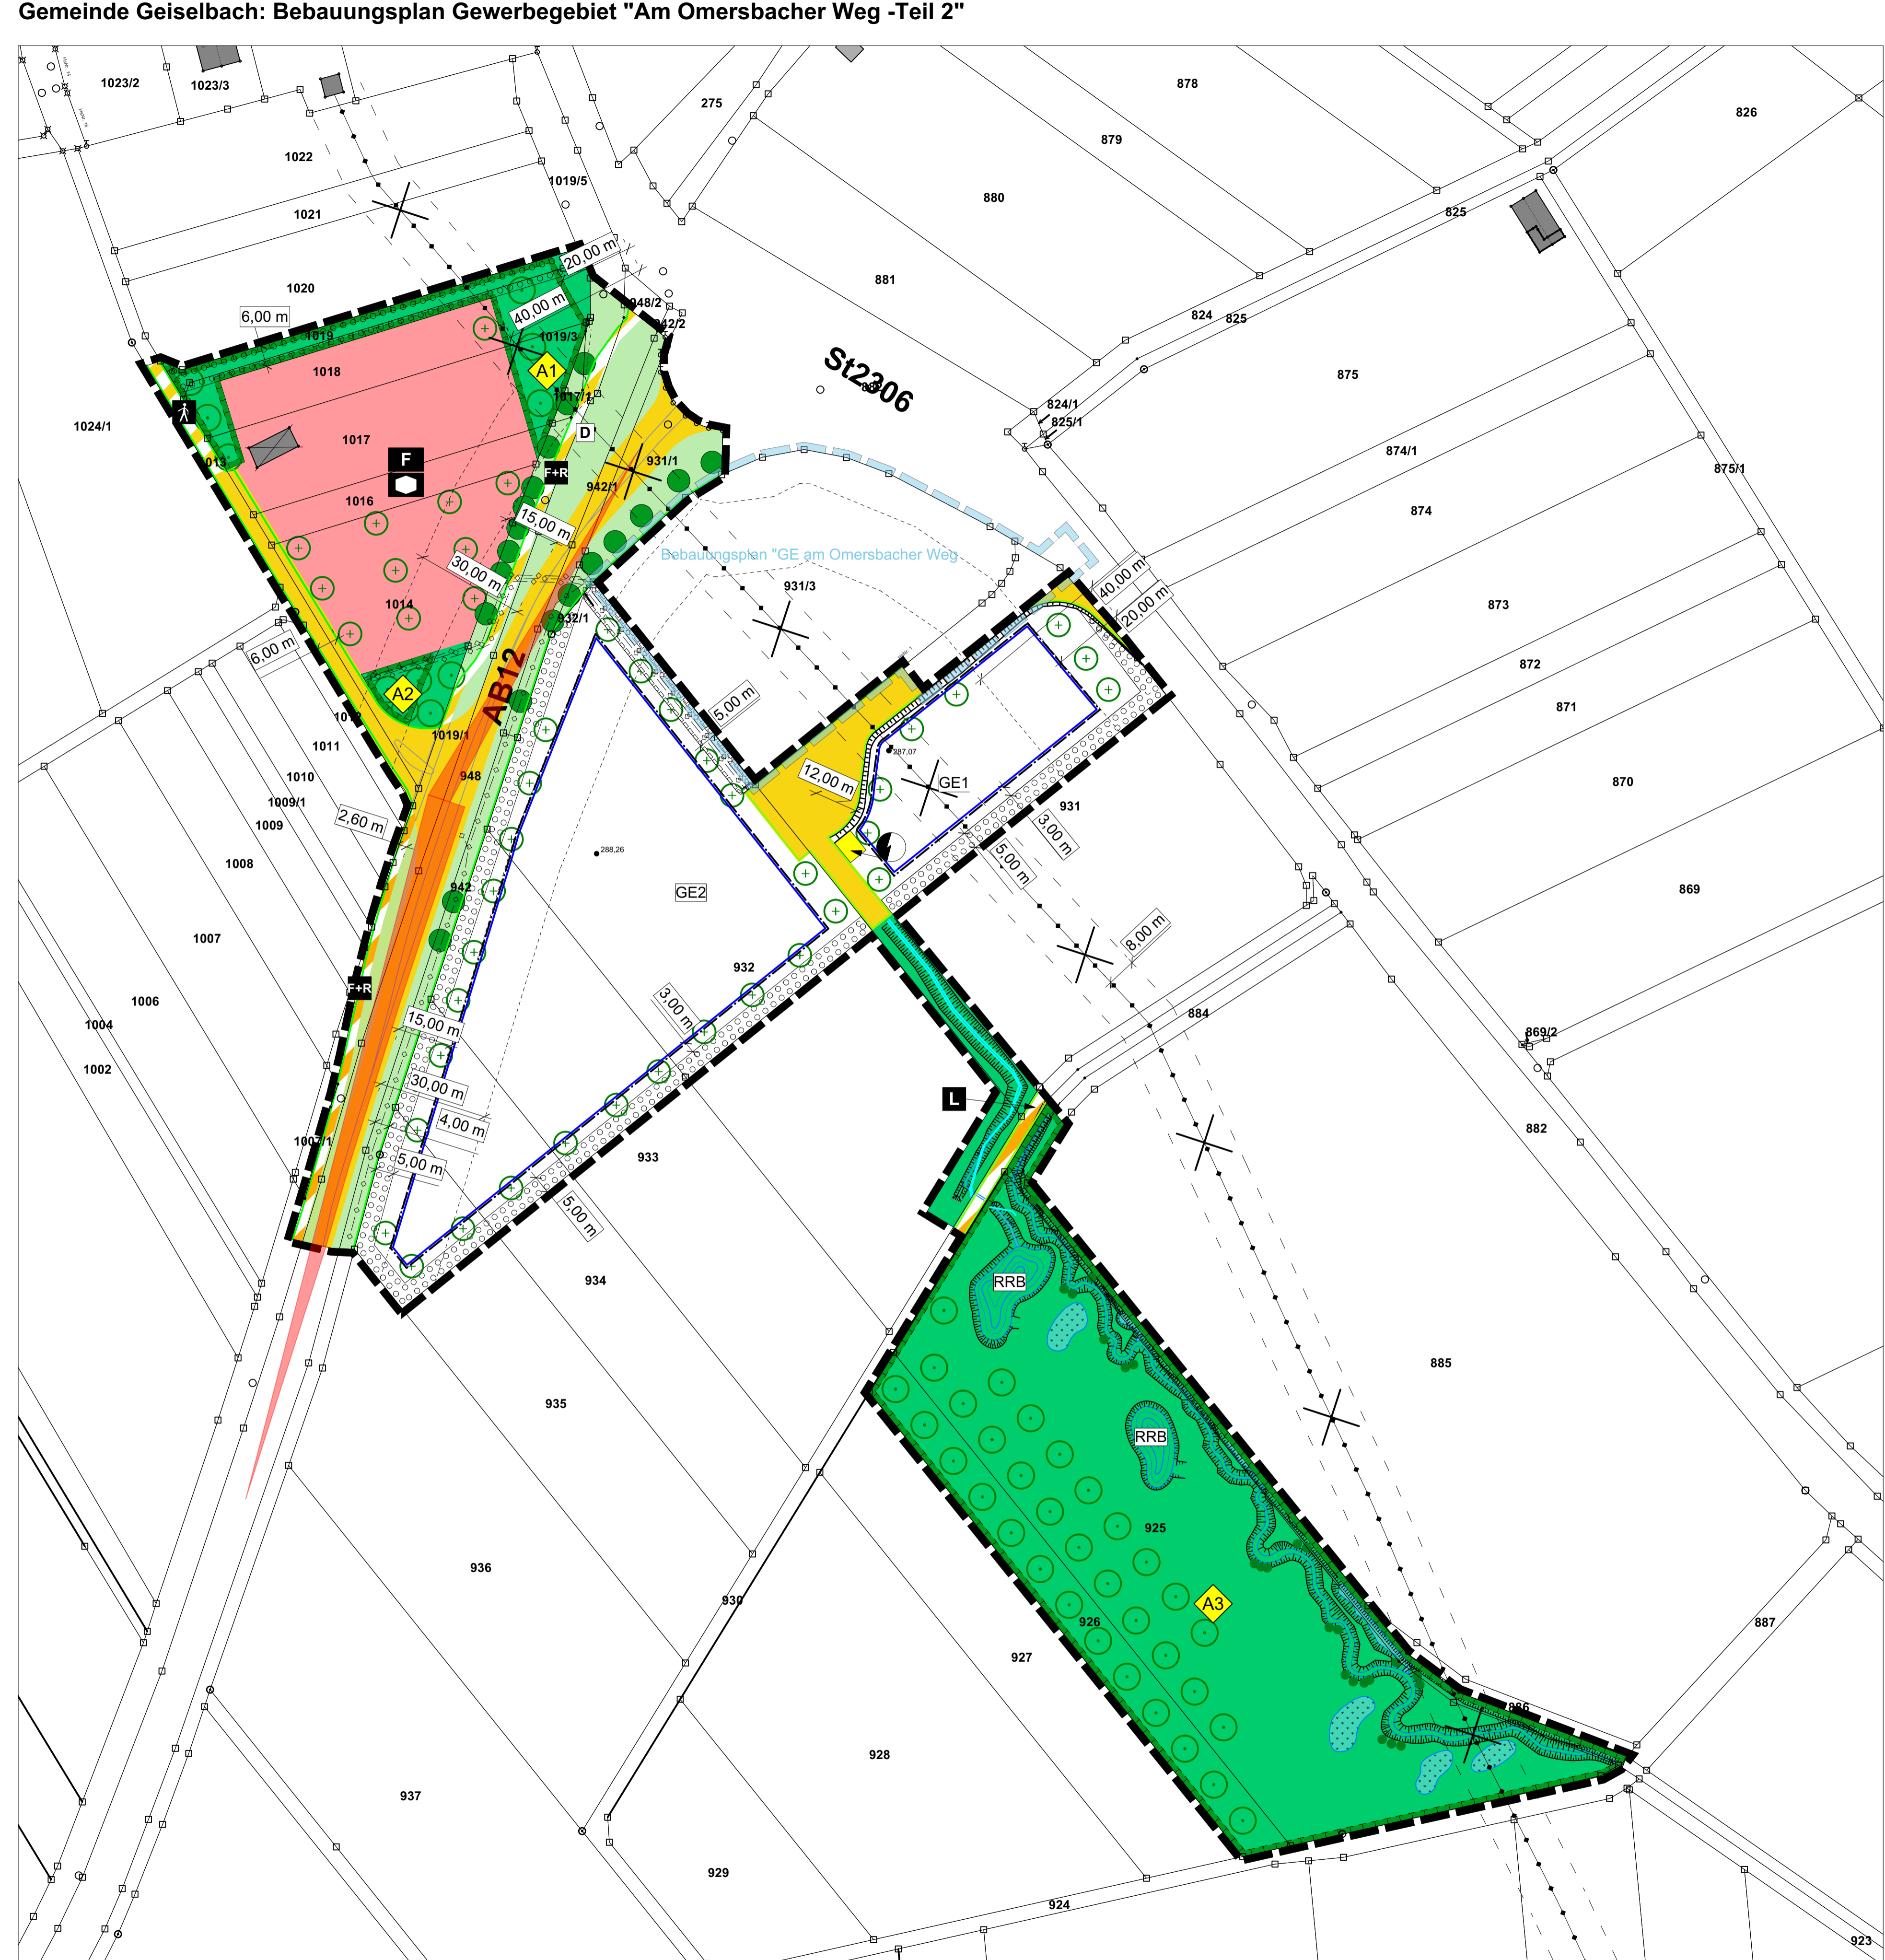 Gemeinde Geiselbach: Bebauungsplan Gewerbegebiet "Am Omersbacher Weg -Teil 2"
1023/2
1023/3
275
878
826
879
1022
1019/5
880
1021
825
20,00 m
881
1020
948/2
40,00 m
6,00 m
824
825
942/2
1019
1019/3
St2306
1018
A1
875
1017/1
824/1
825/1
1024/1
D
1017
874/1
F
931/1
F+R
875/1
1016
942/1
874
15,00 m
Bebauungsplan "GE am Omersbacher Weg
30,00 m
931/3
40,00 m
1014
20,00 m
873
932/1
6,00 m
872
AB12
A2
5,00 m
871
1019/1
1011
287,07
948
1010
12,00 m
GE1
870
1009/1
931
2,60 m
1009
3,00 m
288,26
1008
5,00 m
942
GE2
869
1007
8,00 m
932
F+R
1006
3,00 m
884
1004
15,00 m
869/2
1002
30,00 m
L
4,00 m
882
1007/1
933
5,00 m
5,00 m
934
RRB
885
935
RRB
925
936
A3
930
926
887
927
886
928
937
929
924
923